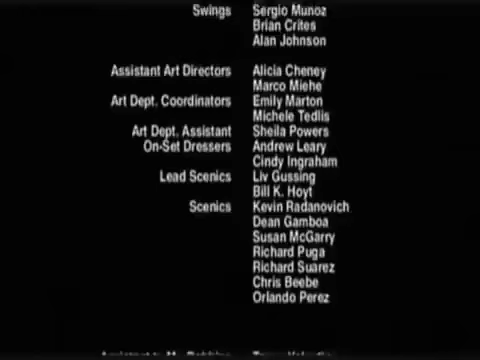 Swings Sergio Munoz
Brian Crites
Alan Johnson
Assistant Art Directors Alicia Cheney
Marco Miehe
Art Dept. Coordinators Emily Marton
Michele Tedlis
Art Dept. Assistant Sheila Powers
On-Set Dressers Andrew Leary
Cindy Ingraham
Lead Scenics Liv Gussing
Bill K. Hoyt
Scenics Kevin Radanovich
Dean Gamboa
Susan McGarry
Richard Puga
Richard Suarez
Chris Beebe
Orlando Perez